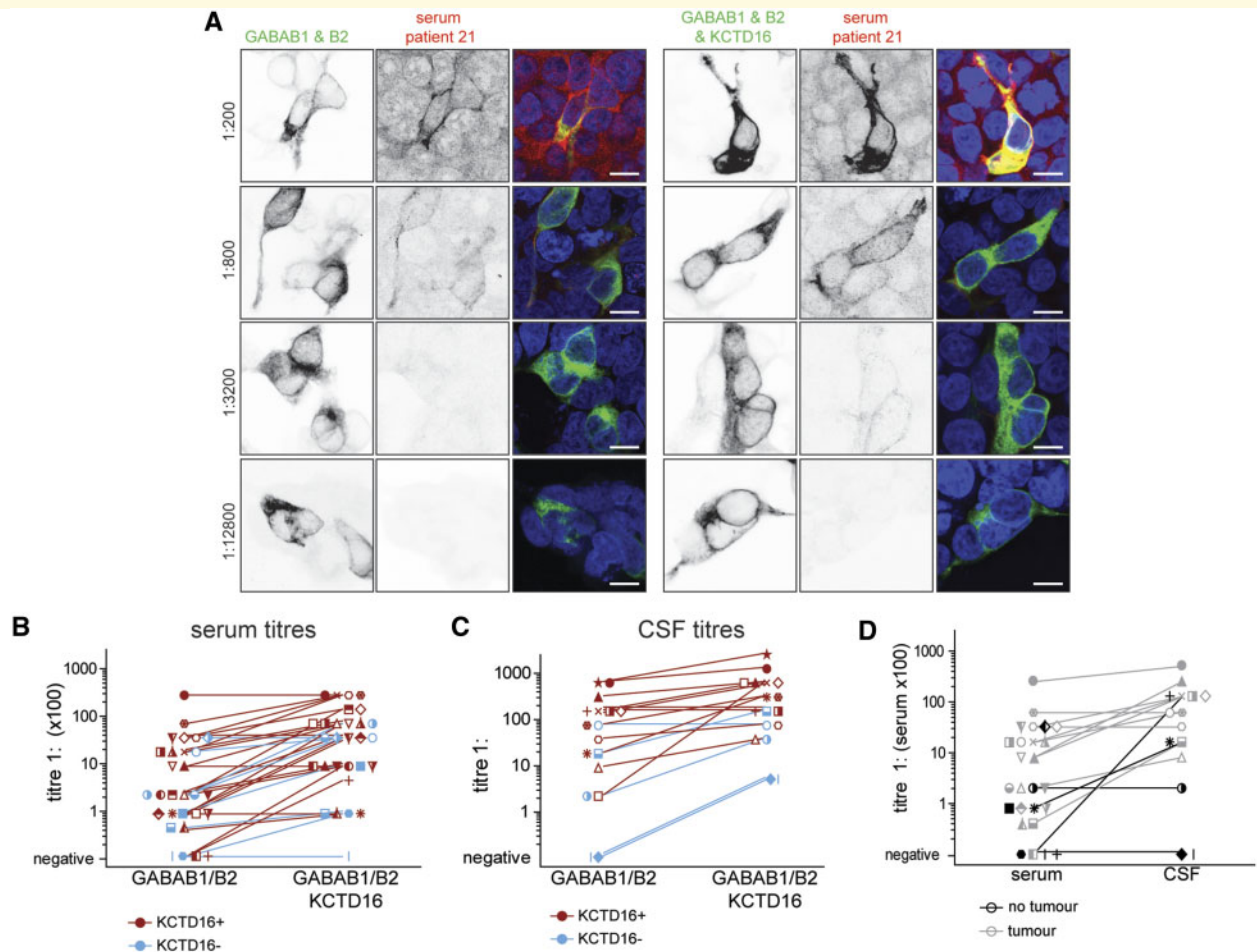 A
GABAB1 & B2
serum
patient 21
GABAB1 & B2
& KCTD16
serum
patient 21
1:200
1:800
1:3200
1:12800
B
serum titres
titre 1: (x100)
1000
100
10
1
negative
GABAB1/B2
GABAB1/B2
KCTD16
KCTD16+
KCTD16-
C
CSF titres
titre 1:
1000
100
10
1
negative
GABAB1/B2
GABAB1/B2
KCTD16
KCTD16+
KCTD16-
D
titre 1: (serum x100)
1000
100
10
1
negative
serum
CSF
no tumour
tumour